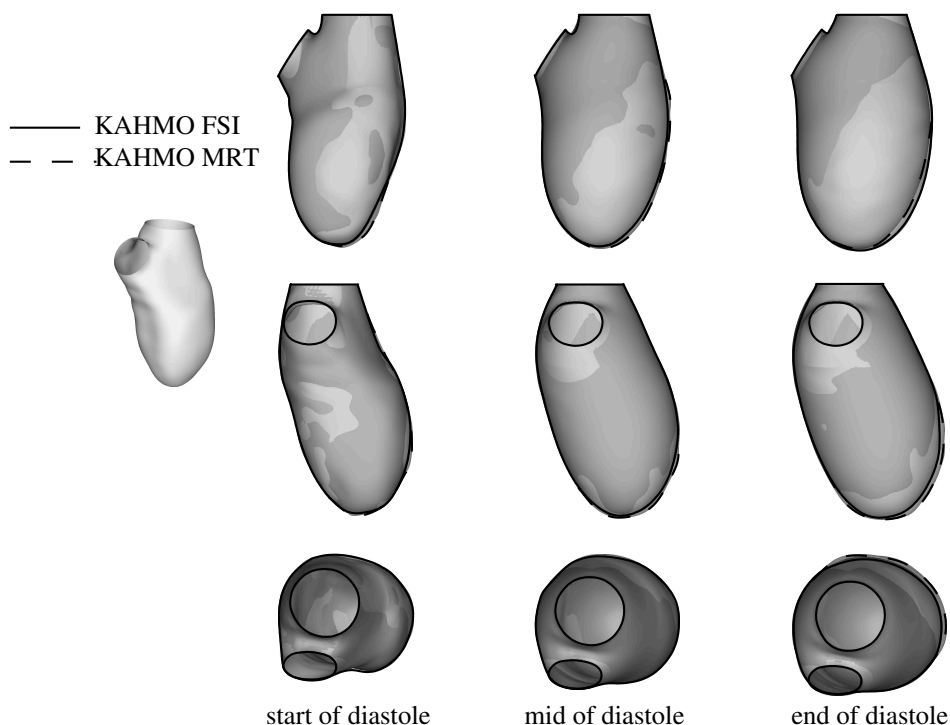 KAHMO FSI
KAHMO MRT
start of diastole
mid of diastole
end of diastole